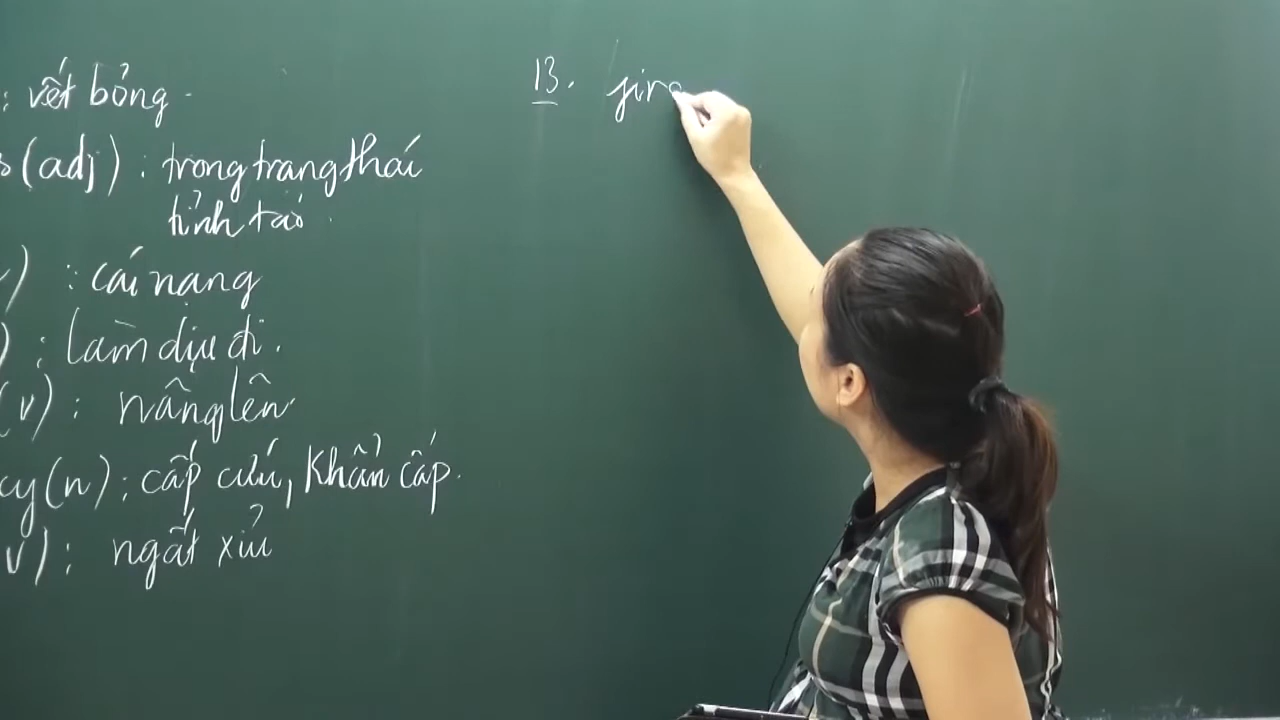 : vết bỏng
(adj) : trong trạng thái
tỉnh táo.
) : cái nạng
) : làm dịu đi.
(v) : nâng lên
cy (n) : cấp cứu, khẩn cấp.
v) : ngất xỉu
13.